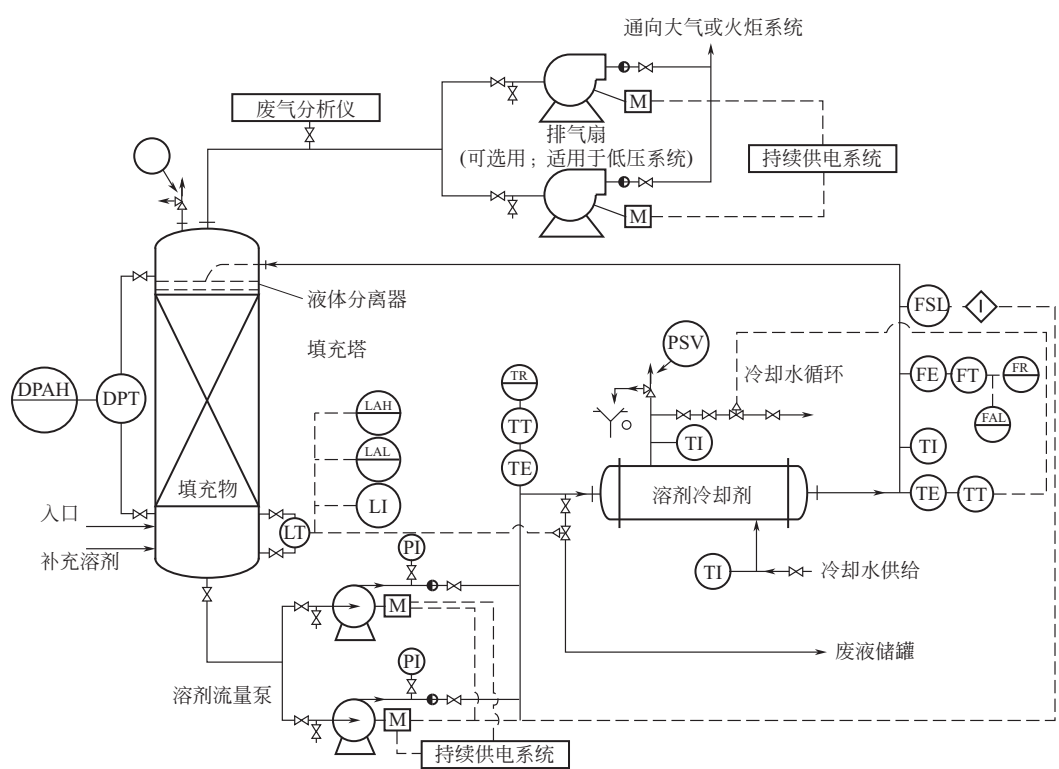 通向大气或火炬系统
废气分析仪
M
排气扇
(可选用；适用于低压系统)
持续供电系统
M
液体分离器
FSL
I
填充塔
PSV
冷却水循环
TR
FE
FT
FR
DPAH
DPT
LAH
TT
FAL
TI
TI
LAL
TE
填充物
LI
溶剂冷却剂
TE
TT
入口
LT
补充溶剂
PI
TI
冷却水供给
M
废液储罐
PI
溶剂流量泵
M
持续供电系统